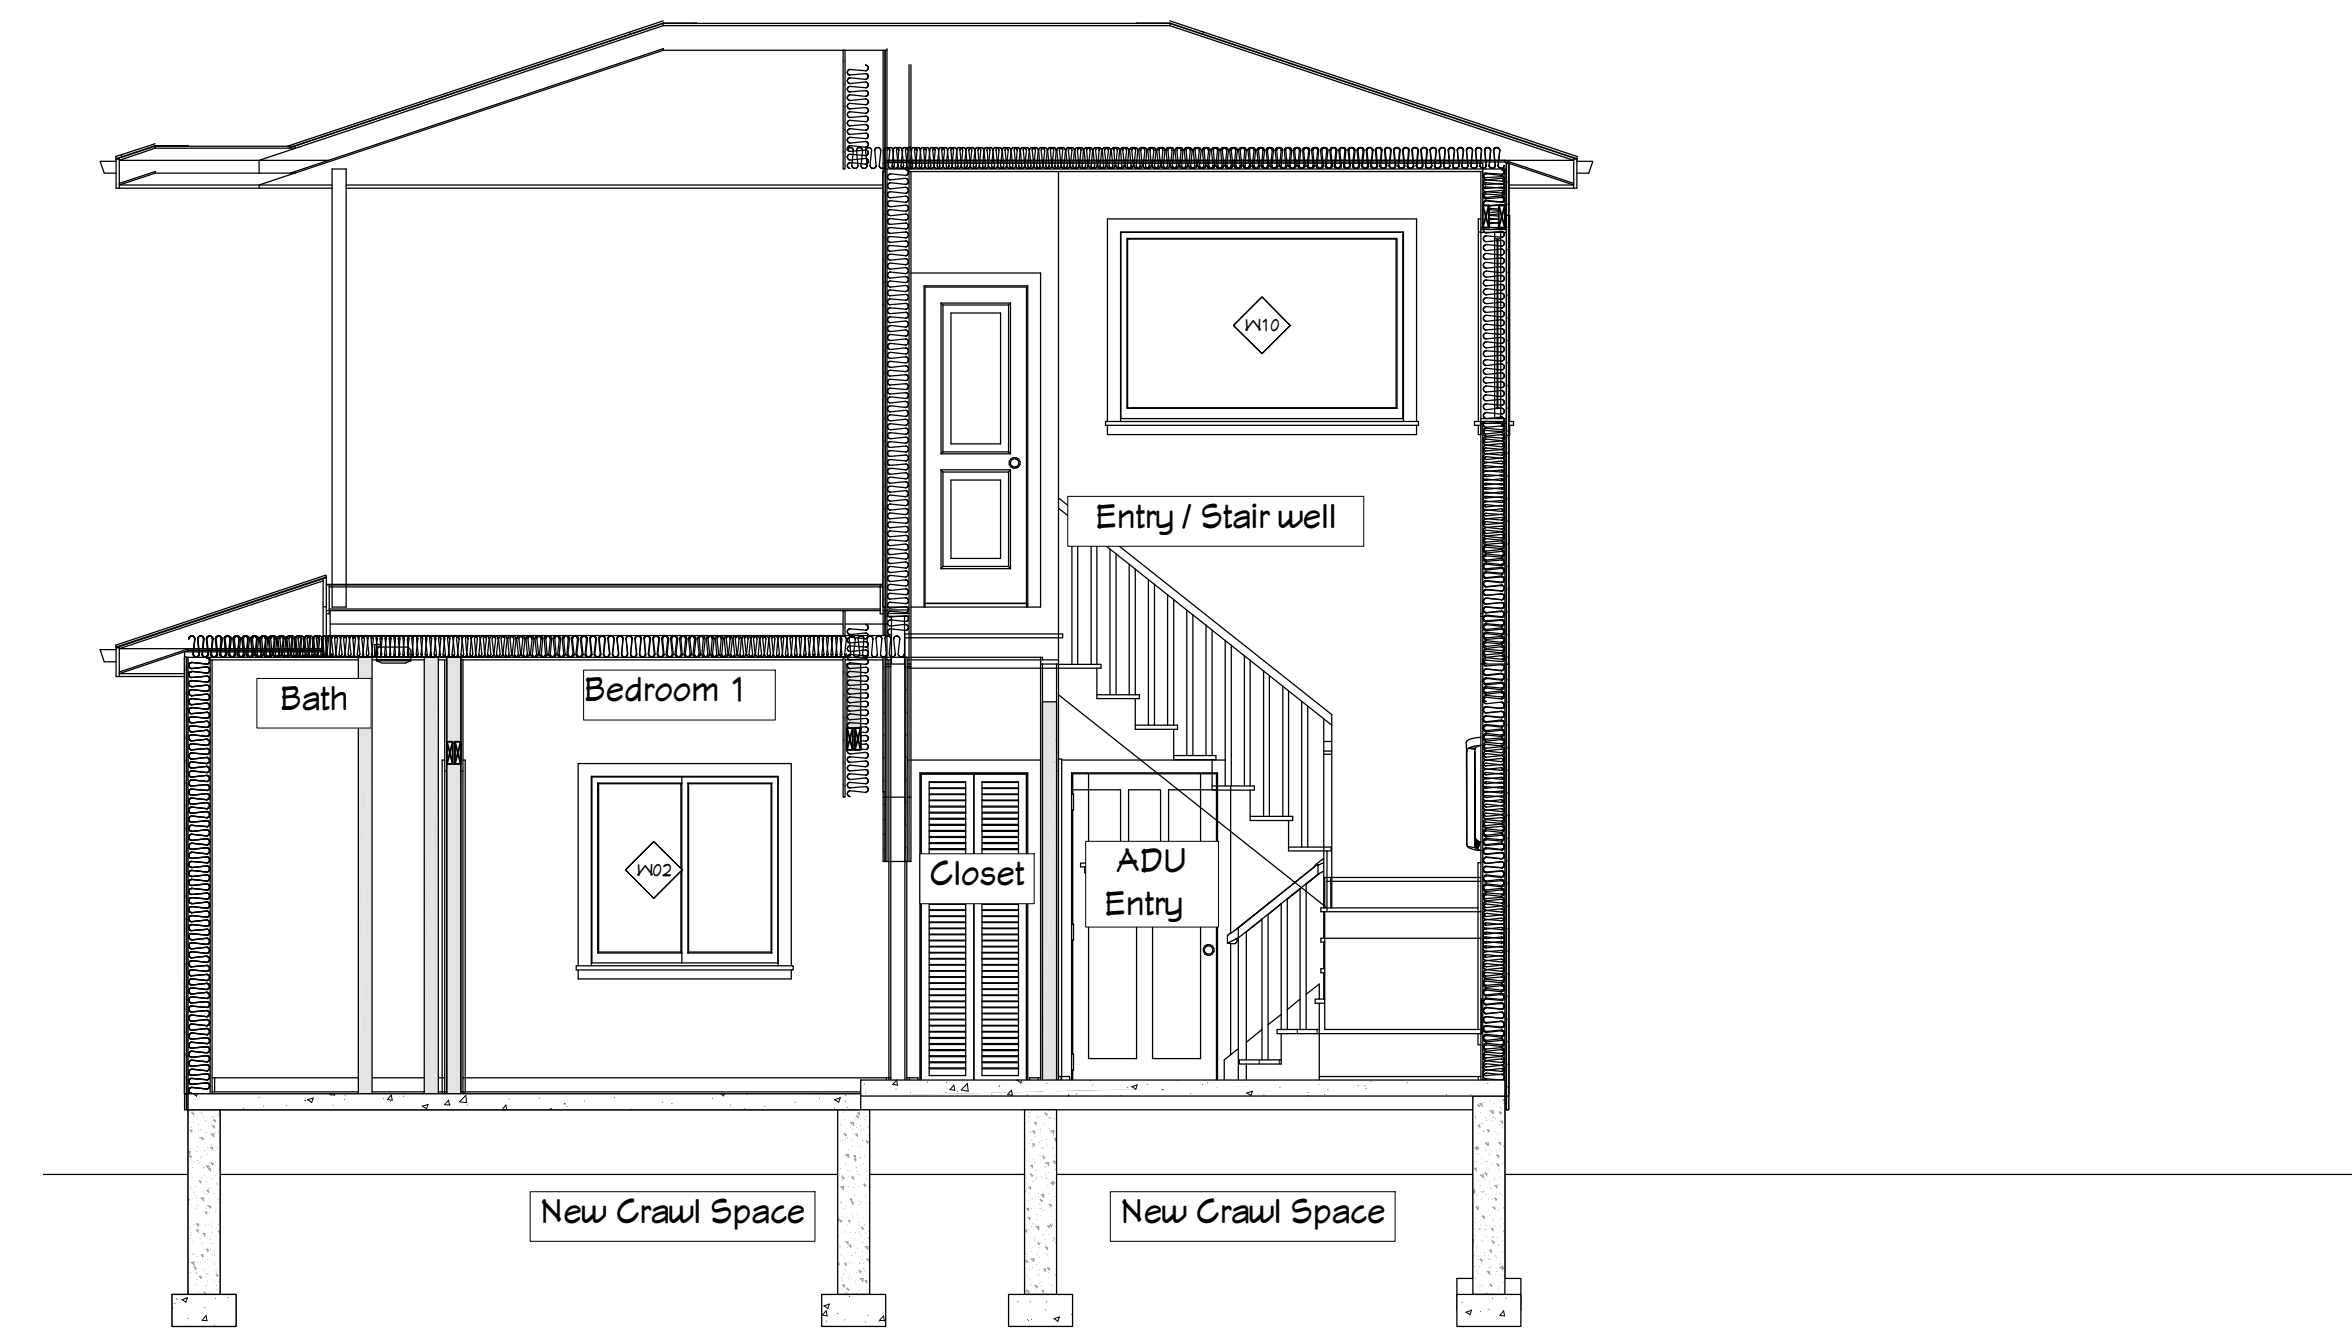 W10
Entry / Stair well
Bath
Bedroom 1
W02
Closet
ADU
Entry
New Crawl Space
New Crawl Space